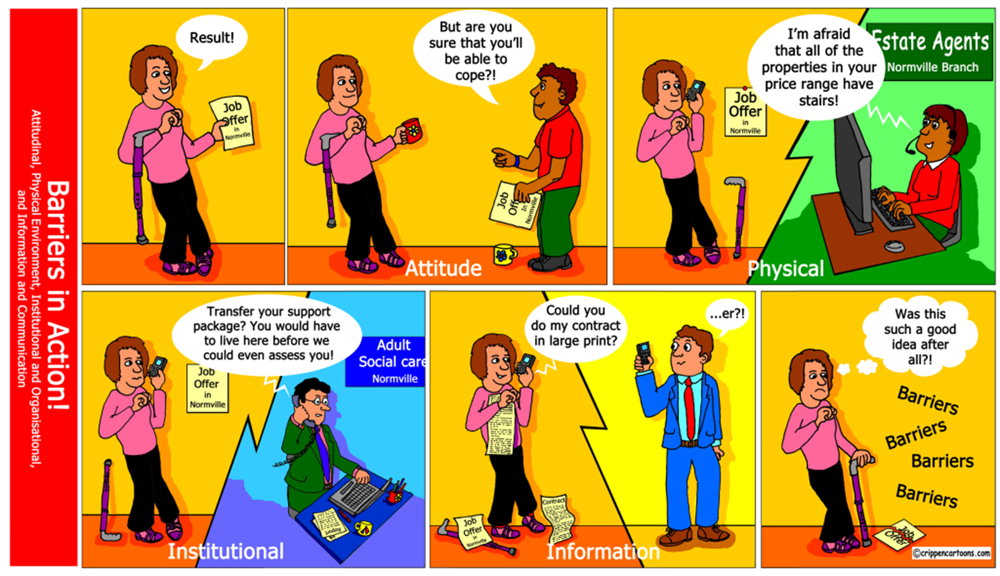 Barriers in Action!
Attitudinal, Physical Environment, Institutional and Organisational,
and Information and Communication
Result!
Job
Offer
in
Normville
But are you
sure that you'll
be able to
cope?!
Job
Off
In
Normville
Attitude
I'm afraid
that all of the
properties in your
price range have
stairs!
Estate Agents
Normville Branch
Job
Offer
in
Normville
Physical
Transfer your support
package? You would have
to live here before we
could even assess you!
Adult
Social care
Normville
Job
Offer
in
Normville
Institutional
Could you
do my contract
in large print?
...er?!
Job
Offer
in
Normville
Contract
Information
Was this
such a good
idea after
all?!
Barriers
Barriers
Barriers
Barriers
Job
Offer
©crippencartoons.com